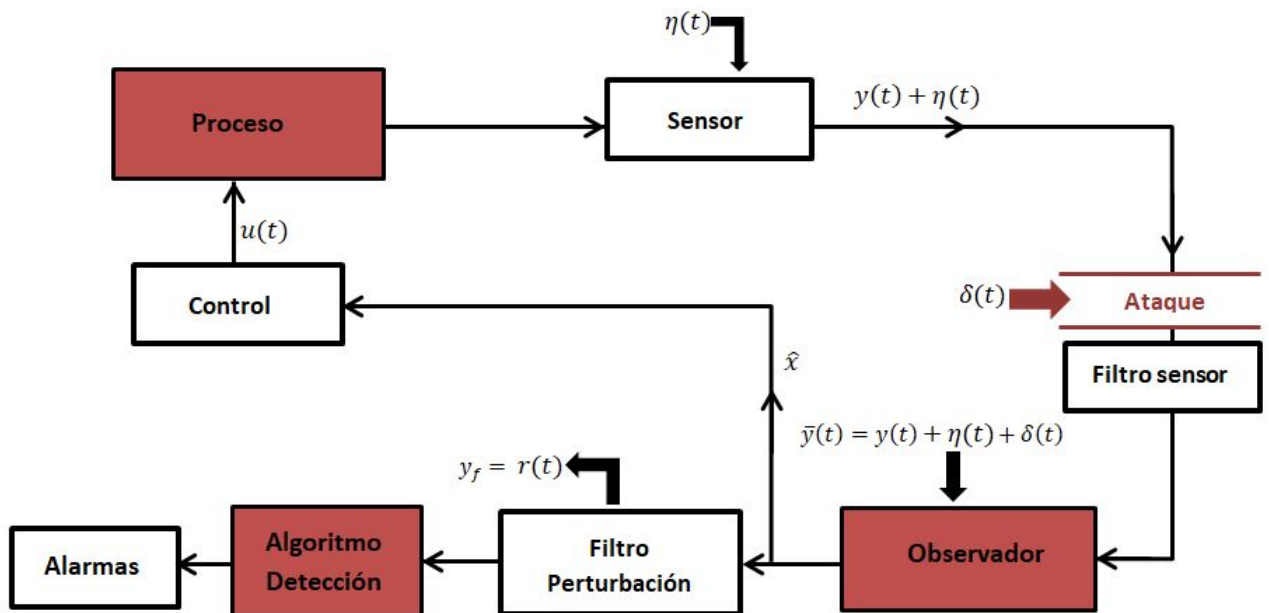 η(t)
Proceso
Sensor
y(t) + η(t)
u(t)
Control
δ(t)
Ataque
Filtro sensor
x̂
ȳ(t) = y(t) + η(t) + δ(t)
y_f = r(t)
Alarmas
Algoritmo
Detección
Filtro
Perturbación
Observador